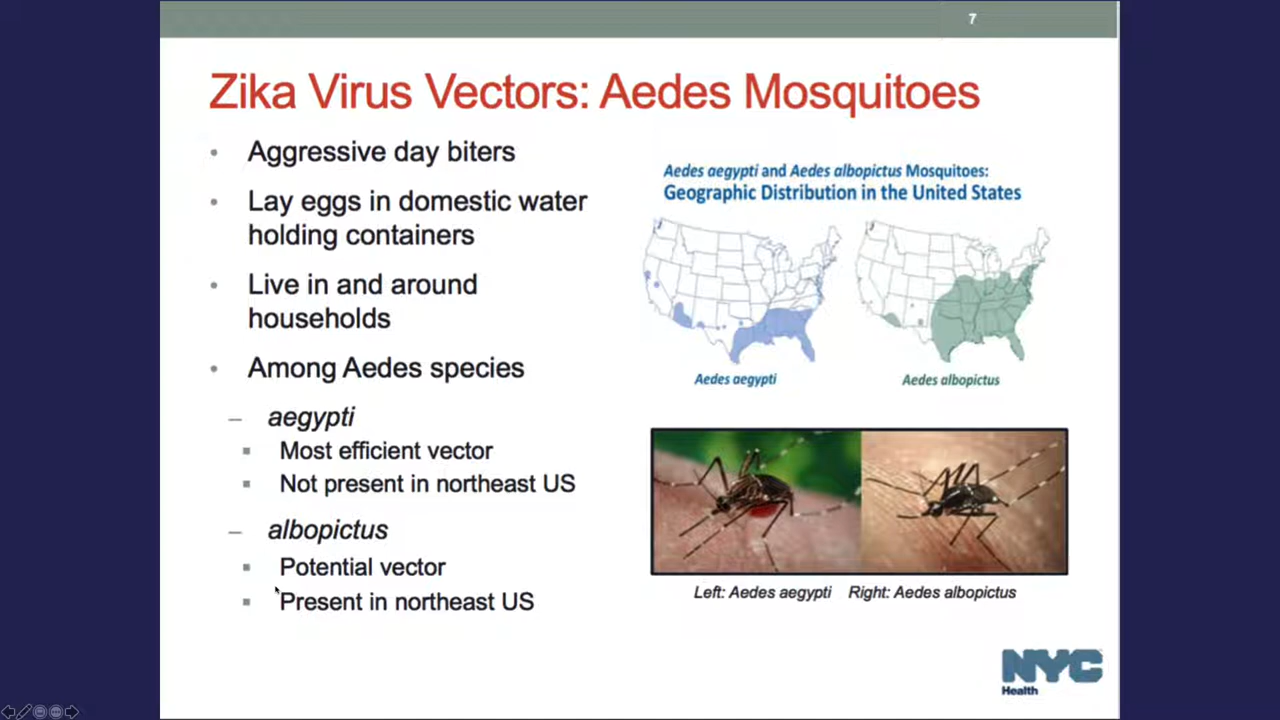 7
Zika Virus Vectors: Aedes Mosquitoes
Aggressive day biters
Lay eggs in domestic water
holding containers
Live in and around
households
Among Aedes species
– aegypti
Most efficient vector
Not present in northeast US
– albopictus
Potential vector
Present in northeast US
Aedes aegypti and Aedes albopictus Mosquitoes:
Geographic Distribution in the United States
Aedes aegypti
Aedes albopictus
Left: Aedes aegypti Right: Aedes albopictus
NYC
Health